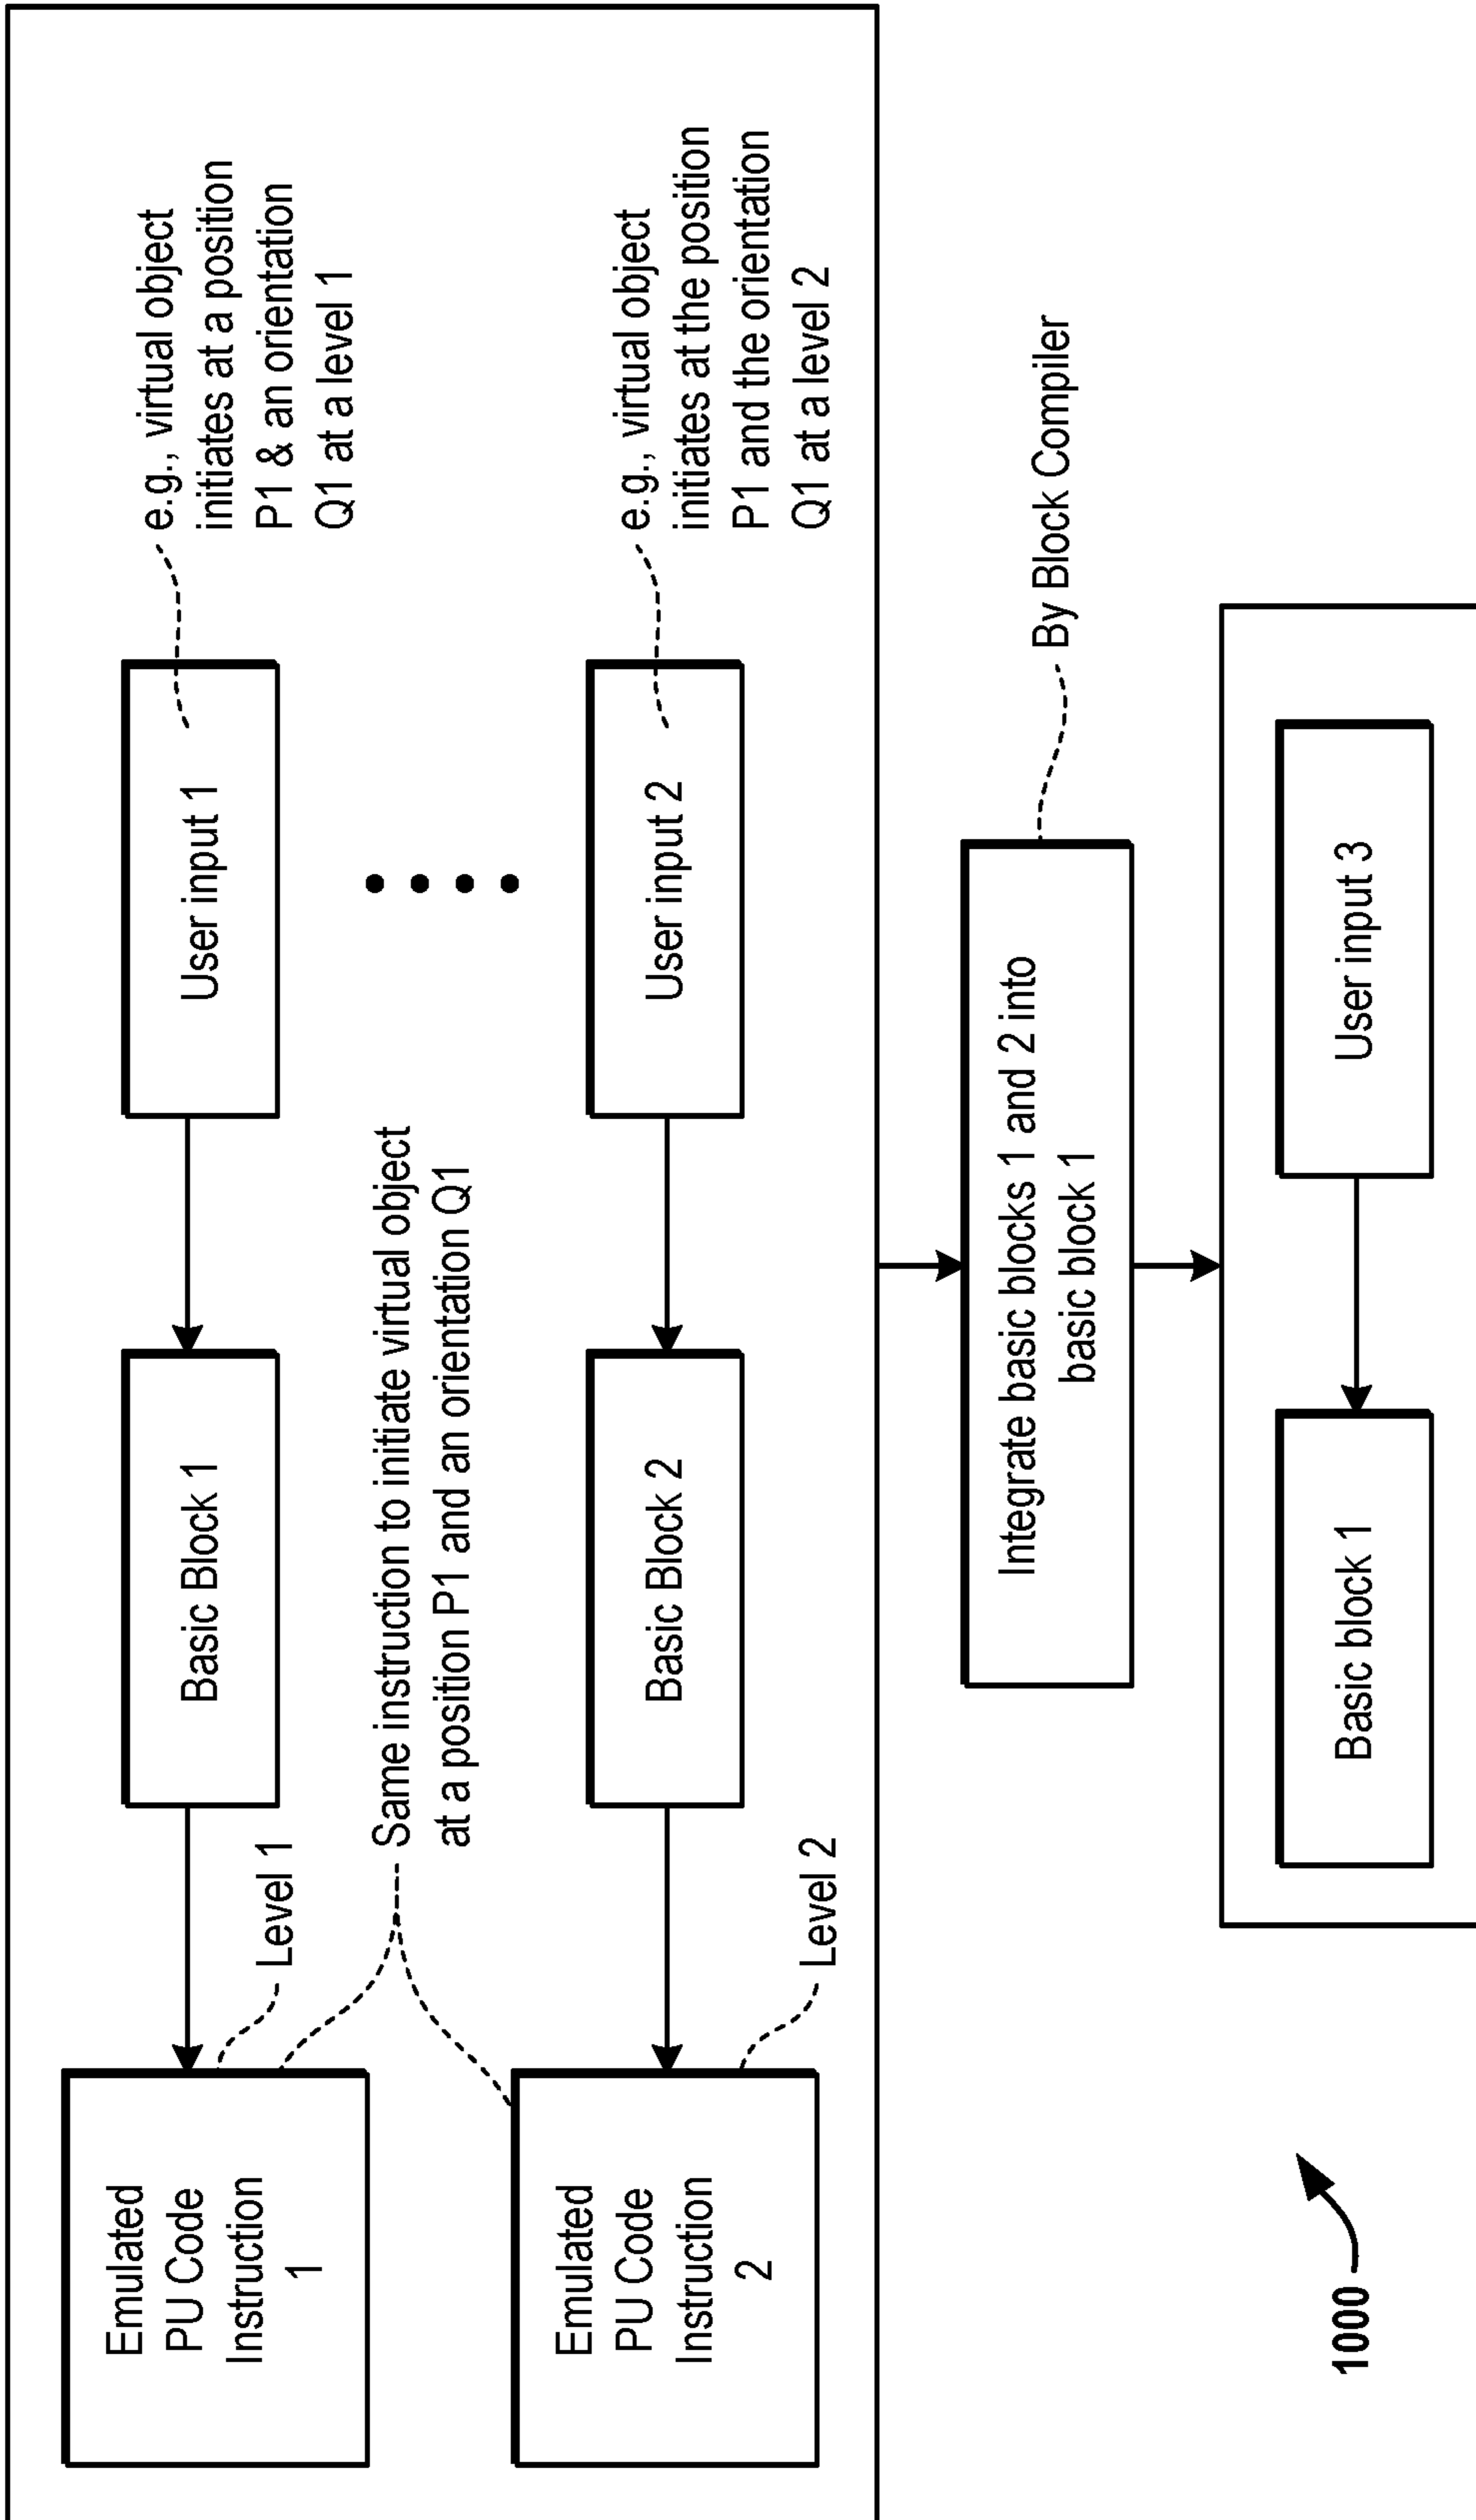 Emulated
PU Code
Instruction
1
Level 1
Basic Block 1
User input 1
e.g., virtual object
initiates at a position
P1 & an orientation
Q1 at a level 1
Same instruction to initiate virtual object
at a position P1 and an orientation Q1
Emulated
PU Code
Instruction
2
Level 2
Basic Block 2
User input 2
e.g., virtual object
initiates at the position
P1 and the orientation
Q1 at a level 2
Integrate basic blocks 1 and 2 into
basic block 1
By Block Compiler
1000
Basic block 1
User input 3